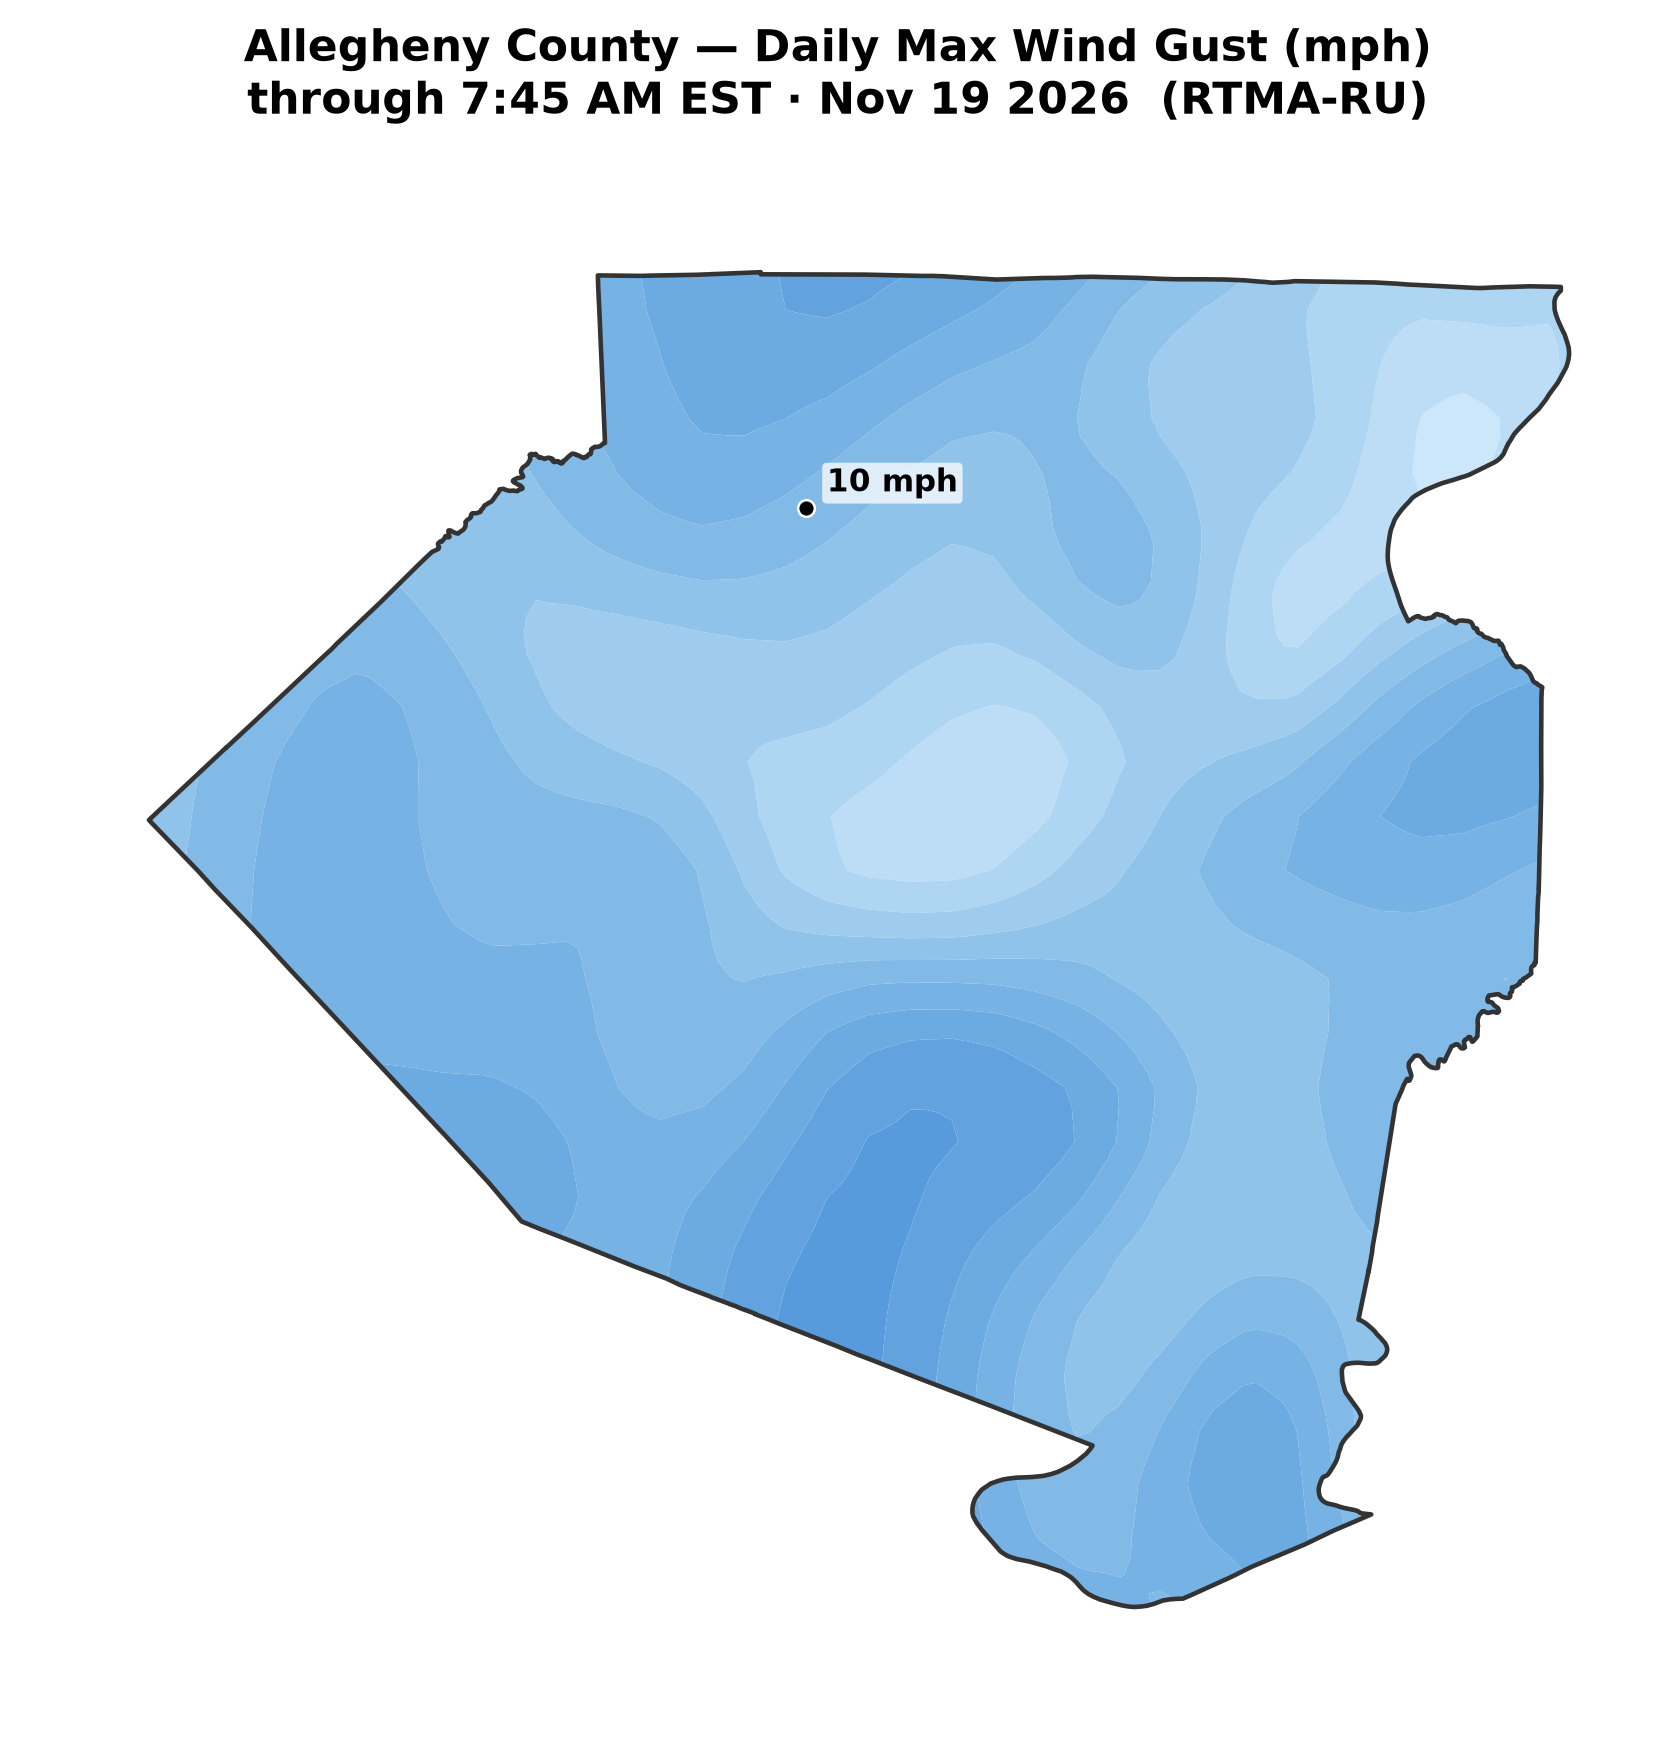 Allegheny County — Daily Max Wind Gust (mph)
through 7:45 AM EST · Nov 19 2026 (RTMA-RU)
10 mph